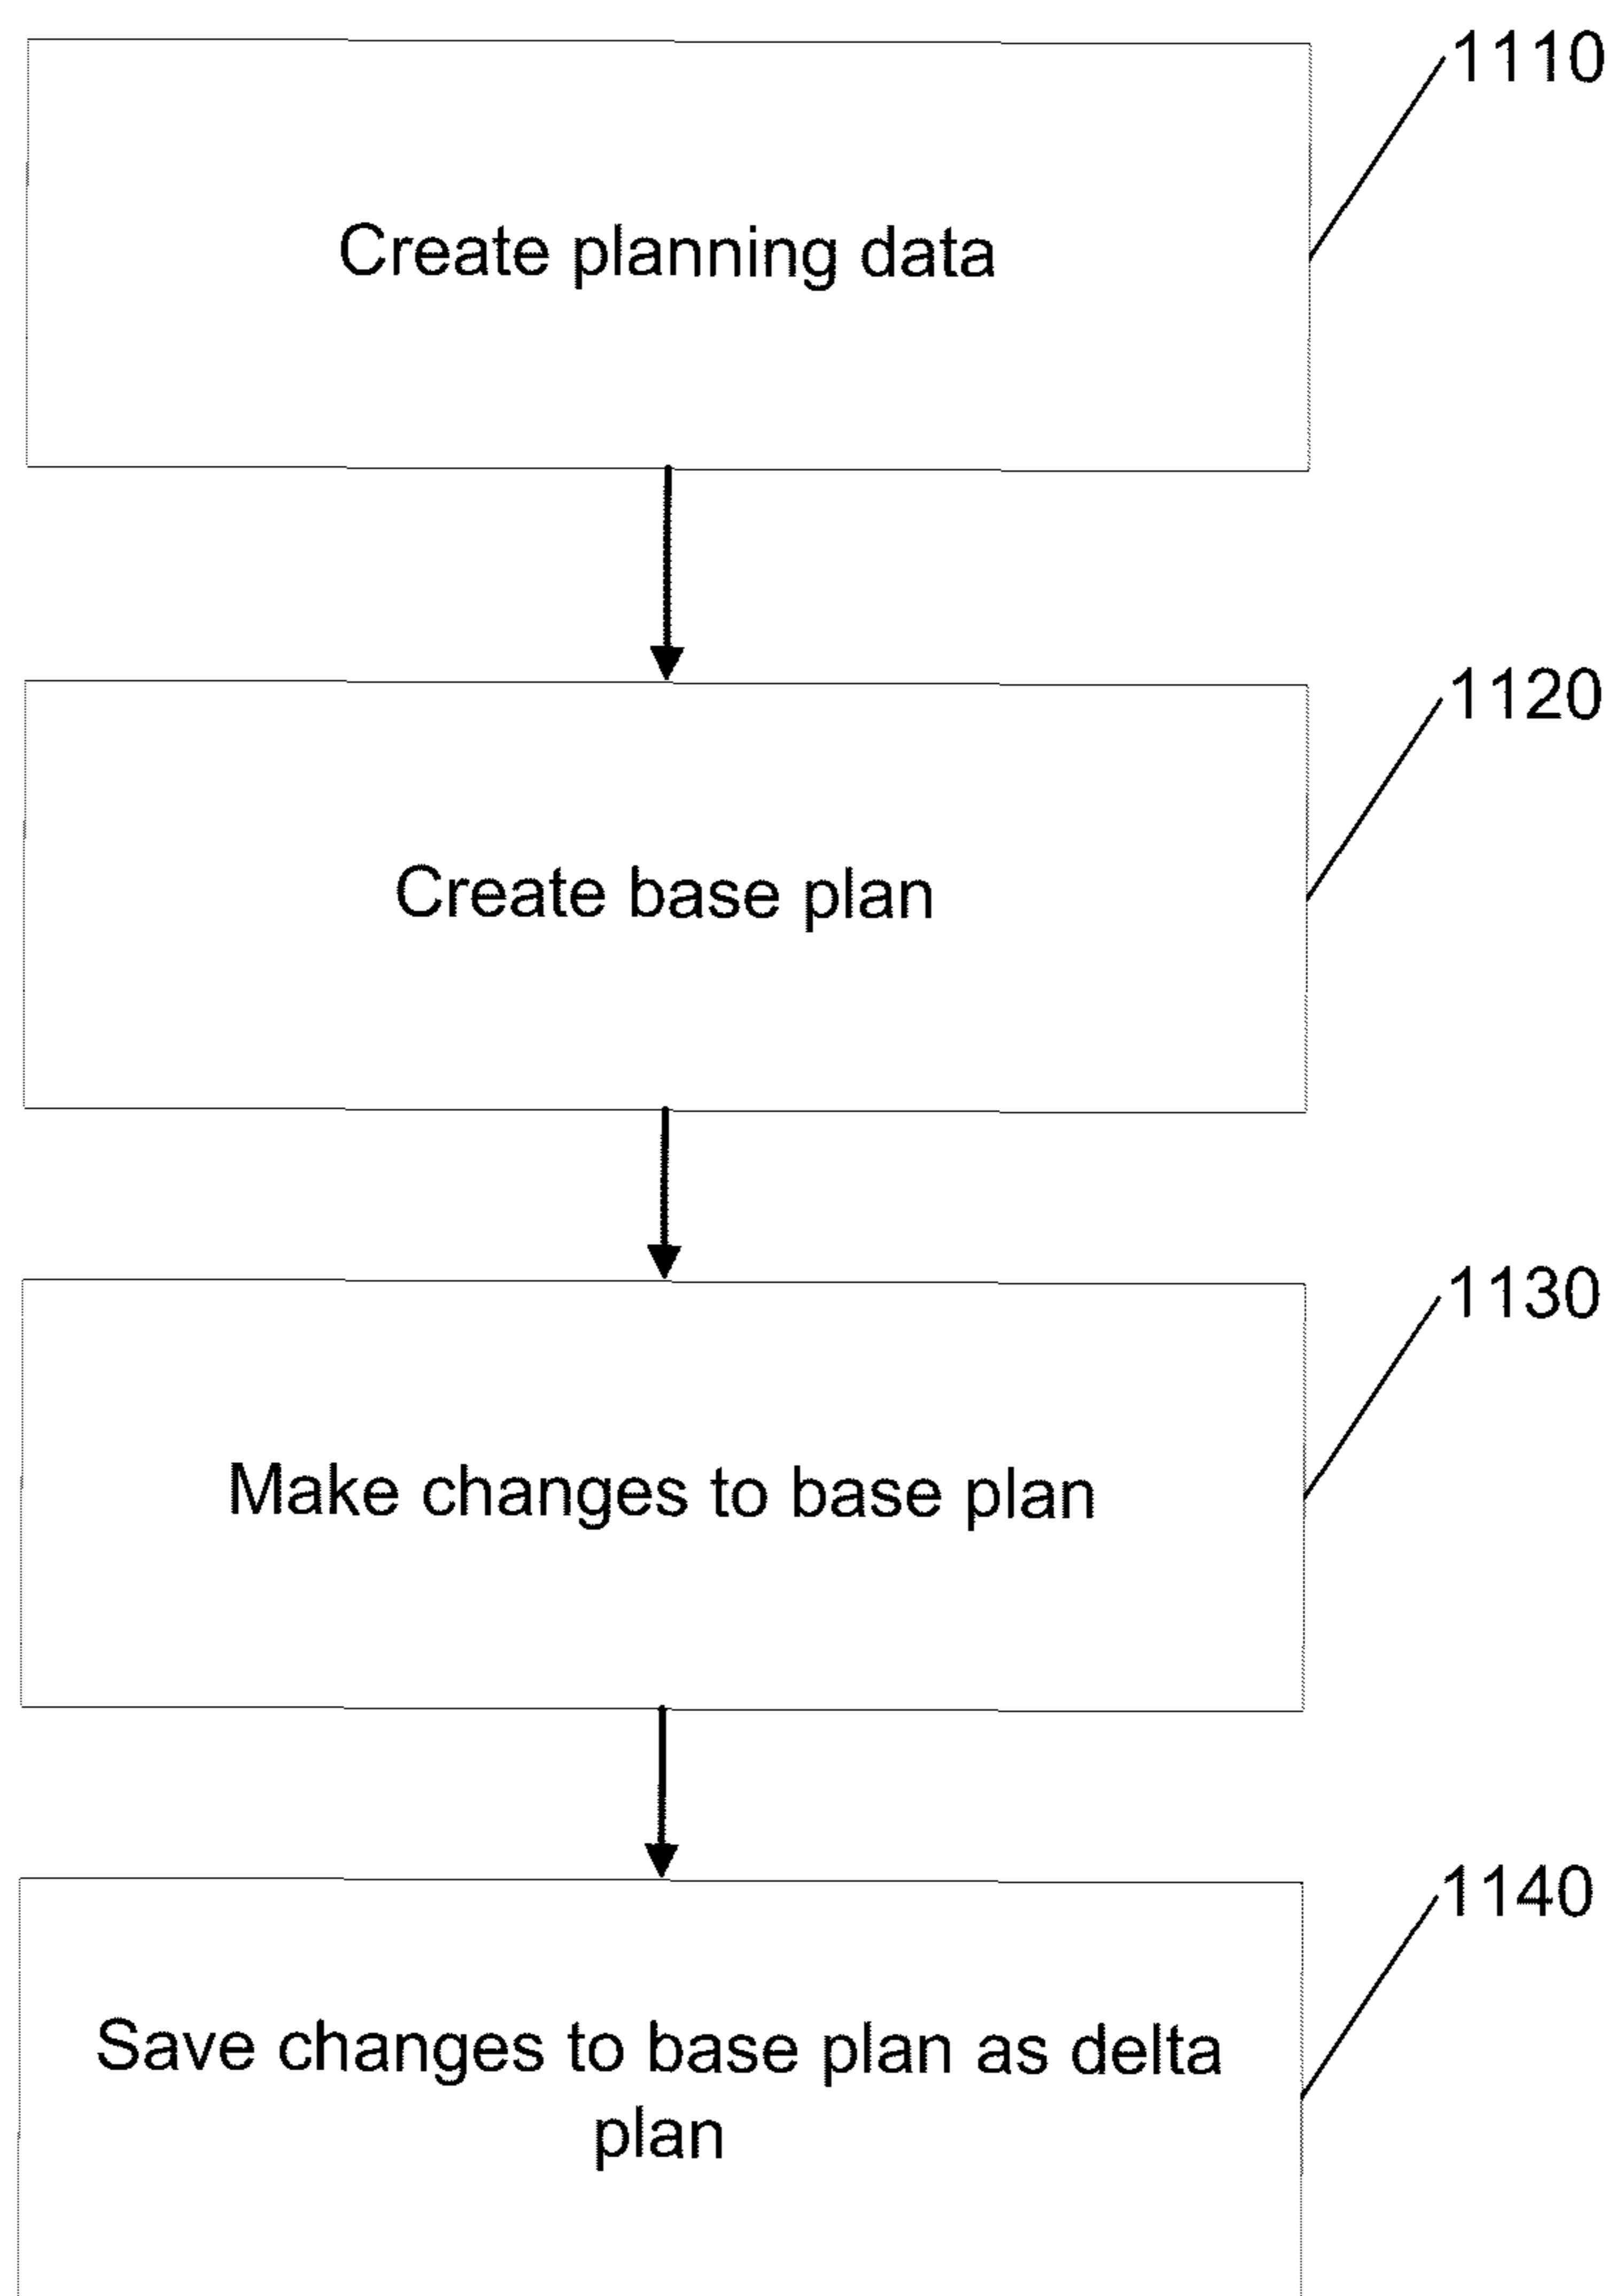 1110
Create planning data
1120
Create base plan
1130
Make changes to base plan
1140
Save changes to base plan as delta
plan